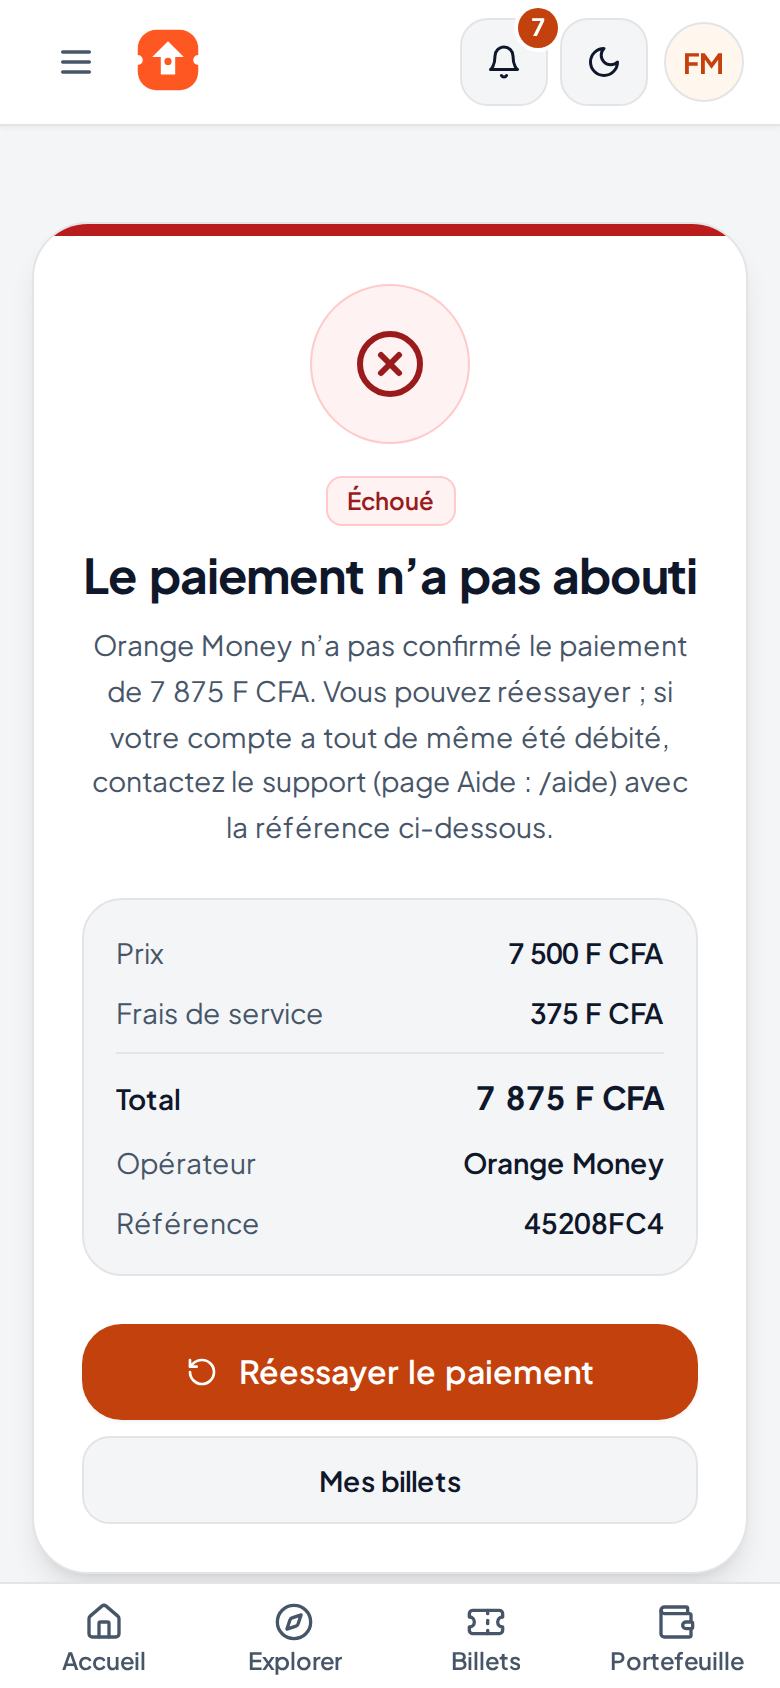 7
FM
Échoué
Le paiement n’a pas abouti
Orange Money n’a pas confirmé le paiement
de 7 875 F CFA. Vous pouvez réessayer ; si
votre compte a tout de même été débité,
contactez le support (page Aide : /aide) avec
la référence ci-dessous.
Prix 7 500 F CFA
Frais de service 375 F CFA
Total 7 875 F CFA
Opérateur Orange Money
Référence 45208FC4
Réessayer le paiement
Mes billets
Accueil Explorer Billets Portefeuille